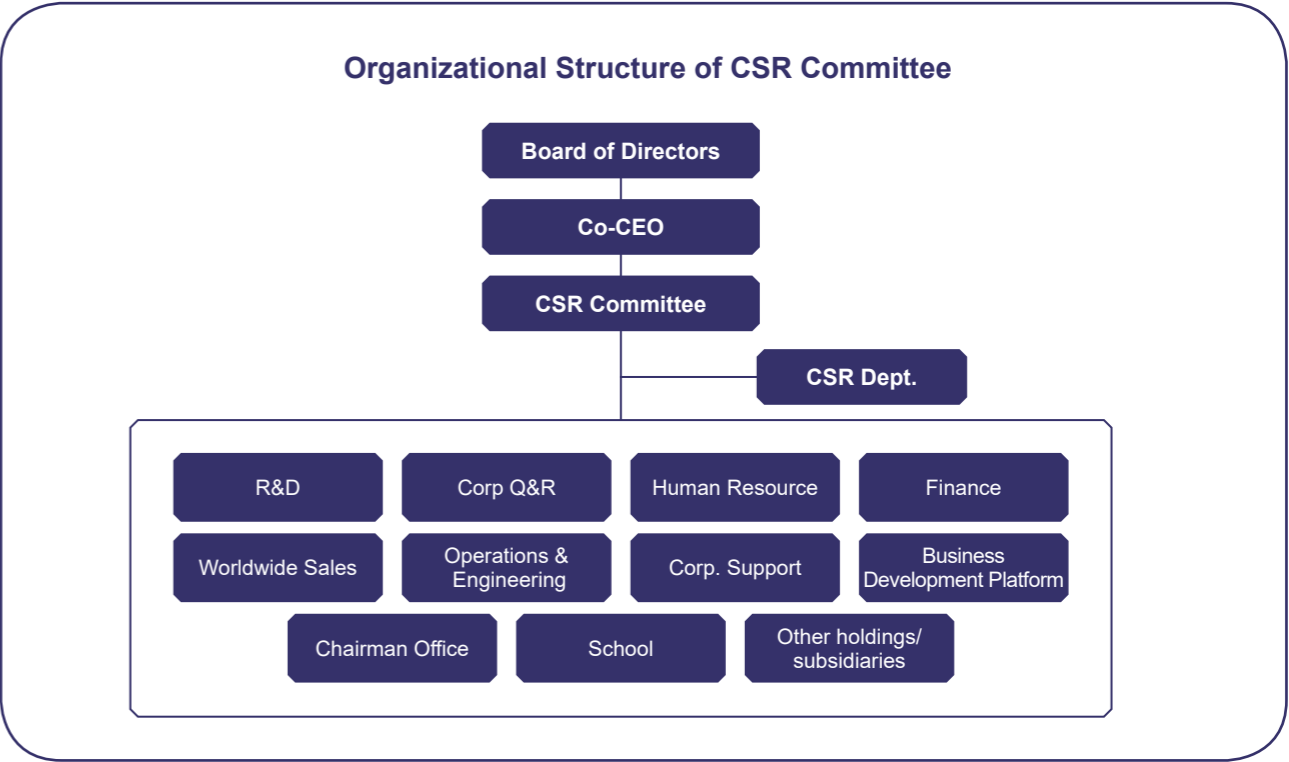 Organizational Structure of CSR Committee
Board of Directors
Co-CEO
CSR Committee
CSR Dept.
R&D
Corp Q&R
Human Resource
Finance
Worldwide Sales
Operations &
Engineering
Corp. Support
Business
Development Platform
Chairman Office
School
Other holdings/
subsidiaries